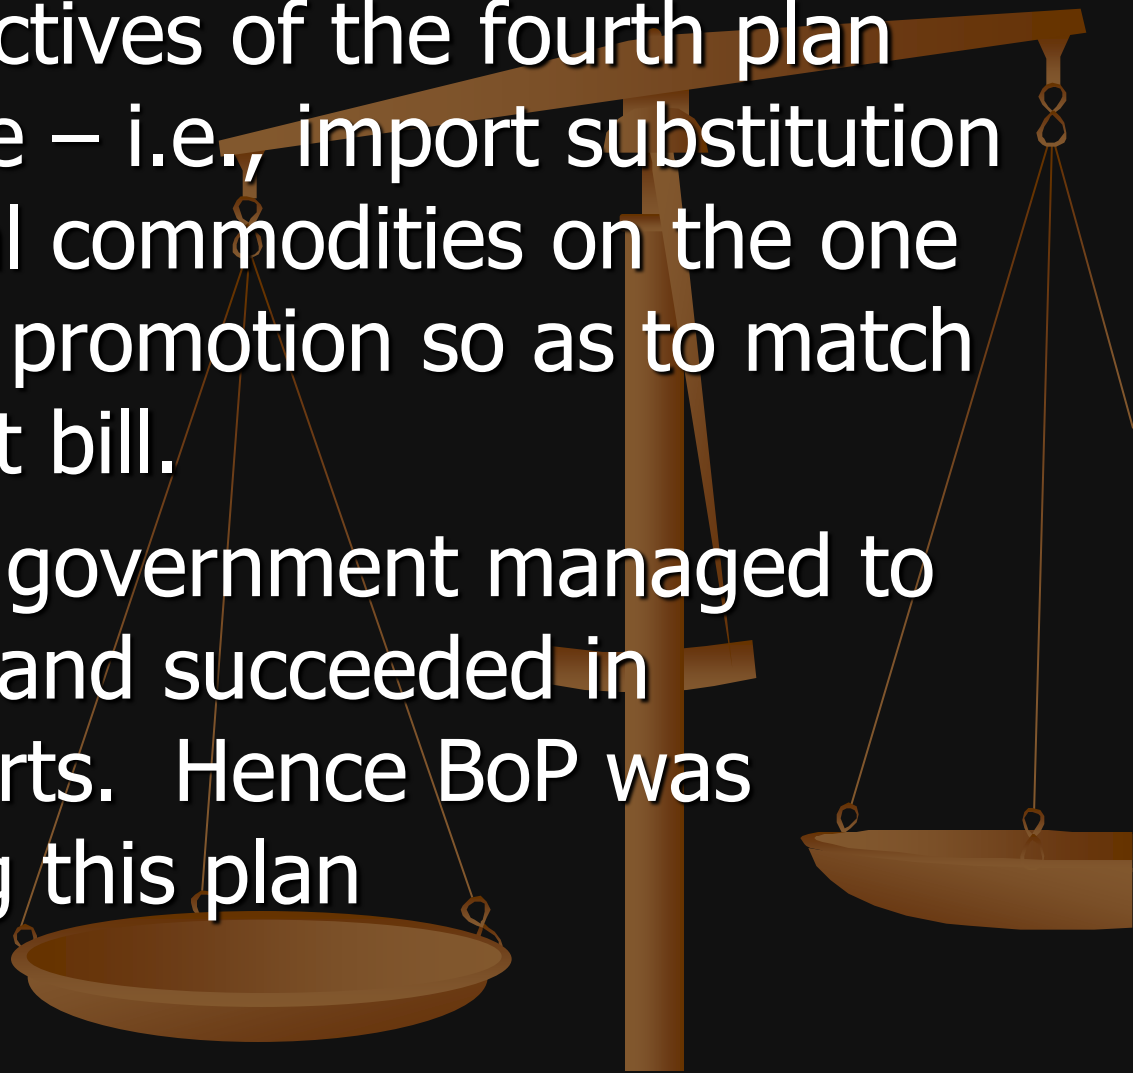 ctives of the fourth plan
e – i.e., import substitution
l commodities on the one
promotion so as to match
t bill.
government managed to
and succeeded in
rts. Hence BoP was
g this plan